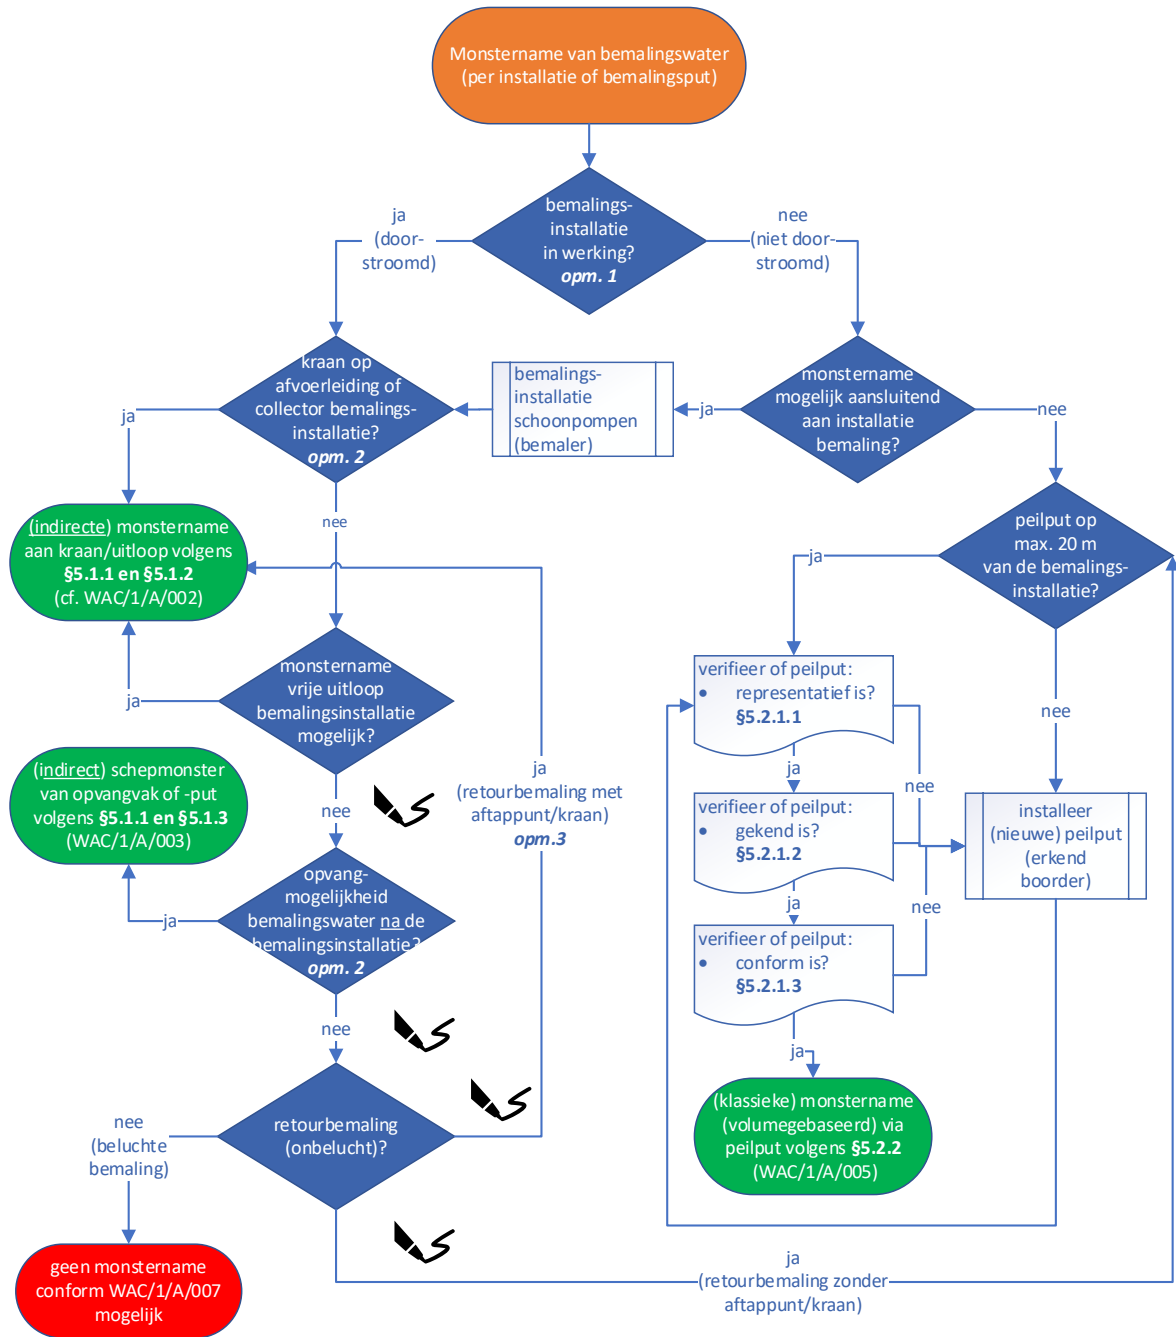 Monstername van bemalingswater
(per installatie of bemalingsput)
bemalings-
installatie
in werking?
opm. 1
ja
(door-
stroomd)
nee
(niet door-
stroomd)
kraan op
afvoerleiding of
collector bemalings-
installatie?
opm. 2
bemalings-
installatie
schoonpompen
(bemaler)
ja
monstername
mogelijk aansluitend
aan installatie
bemaling?
nee
ja
nee
(indirecte) monstername
aan kraan/uitloop volgens
§5.1.1 en §5.1.2
(cf. WAC/1/A/002)
peilput op
max. 20 m
van de bemalings-
installatie?
ja
nee
monstername
vrije uitloop
bemalingsinstallatie
mogelijk?
ja
nee
verifieer of peilput:
• representatief is?
§5.2.1.1
ja
nee
(indirect) schepmonster
van opvangvak of -put
volgens §5.1.1 en §5.1.3
(WAC/1/A/003)
ja
(retourbemaling met
aftappunt/kraan)
opm.3
verifieer of peilput:
• gekend is?
§5.2.1.2
ja
nee
installeer
(nieuwe) peilput
(erkend
boorder)
opvang-
mogelijkheid
bemalingswater na de
bemalingsinstallatie?
opm. 2
ja
nee
verifieer of peilput:
• conform is?
§5.2.1.3
ja
retourbemaling
(onbelucht)?
nee
(beluchte
bemaling)
(klassieke) monstername
(volumegebaseerd) via
peilput volgens §5.2.2
(WAC/1/A/005)
geen monstername
conform WAC/1/A/007
mogelijk
ja
(retourbemaling zonder
aftappunt/kraan)